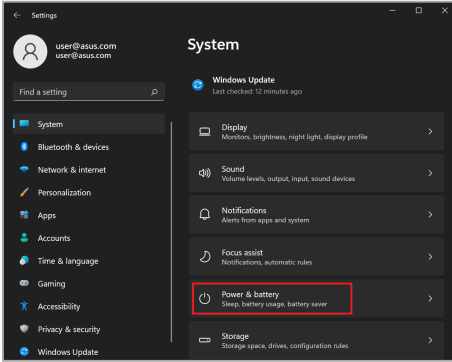 Settings
user@asus.com
user@asus.com
Find a setting
System
Bluetooth & devices
Network & internet
Personalization
Apps
Accounts
Time & language
Gaming
Accessibility
Privacy & security
Windows Update
System
Windows Update
Last checked: 12 minutes ago
Display
Monitors, brightness, night light, display profile
Sound
Volume levels, output, input, sound devices
Notifications
Alerts from apps and system
Focus assist
Notifications, automatic rules
Power & battery
Sleep, battery usage, battery saver
Storage
Storage space, drives, configuration rules